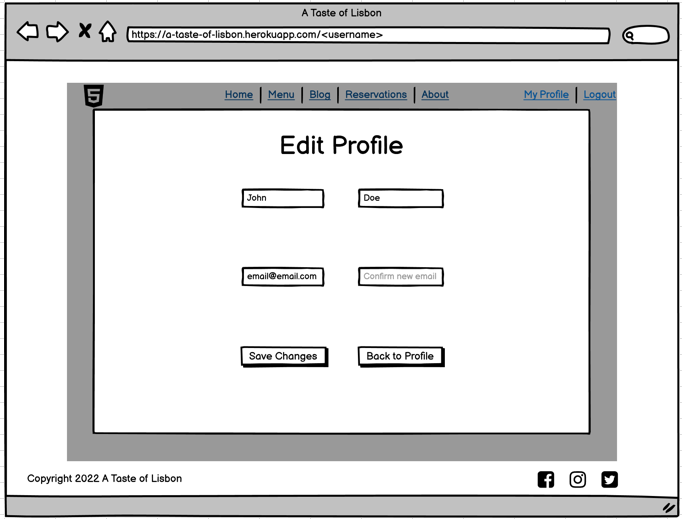 A Taste of Lisbon
https://a-taste-of-lisbon.herokuapp.com/<username>
Home Menu Blog Reservations About My Profile Logout
Edit Profile
John Doe
email@email.com Confirm new email
Save Changes Back to Profile
Copyright 2022 A Taste of Lisbon